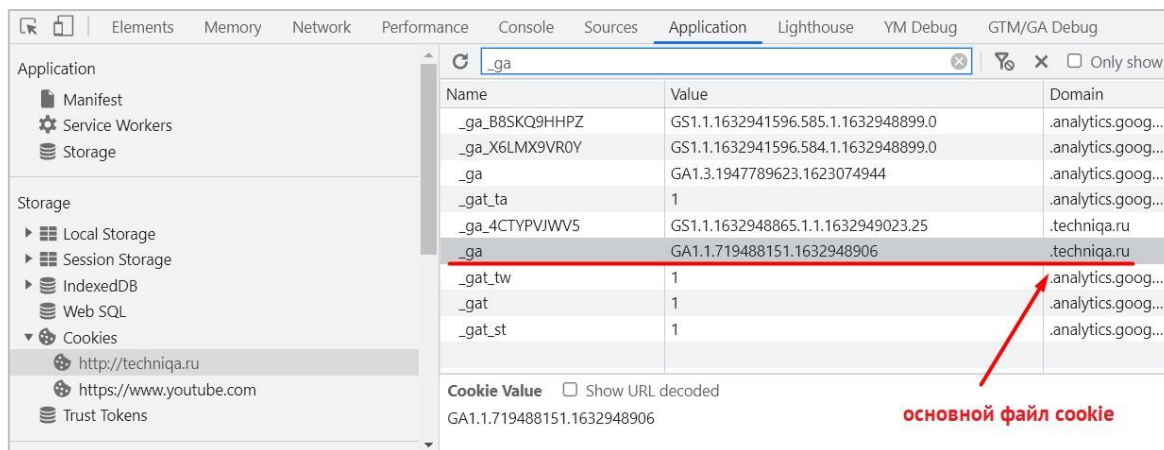 Elements Memory Network Performance Console Sources Application Lighthouse YM Debug GTM/GA Debug
Application
Manifest
Service Workers
Storage
Storage
Local Storage
Session Storage
IndexedDB
Web SQL
Cookies
http://techniqa.ru
https://www.youtube.com
Trust Tokens
_ga Only show
Name Value Domain
_ga_B8SKQ9HHPZ GS1.1.1632941596.585.1.1632948899.0 .analytics.goog...
_ga_X6LMX9VR0Y GS1.1.1632941596.584.1.1632948899.0 .analytics.goog...
_ga GA1.3.1947789623.1623074944 .analytics.goog...
_gat_ta 1 .analytics.goog...
_ga_4CTYPVJWV5 GS1.1.1632948865.1.1.1632949023.25 .techniqa.ru
_ga GA1.1.719488151.1632948906 .techniqa.ru
_gat_tw 1 .analytics.goog...
_gat 1 .analytics.goog...
_gat_st 1 .analytics.goog...
Cookie Value Show URL decoded
GA1.1.719488151.1632948906
основной файл cookie